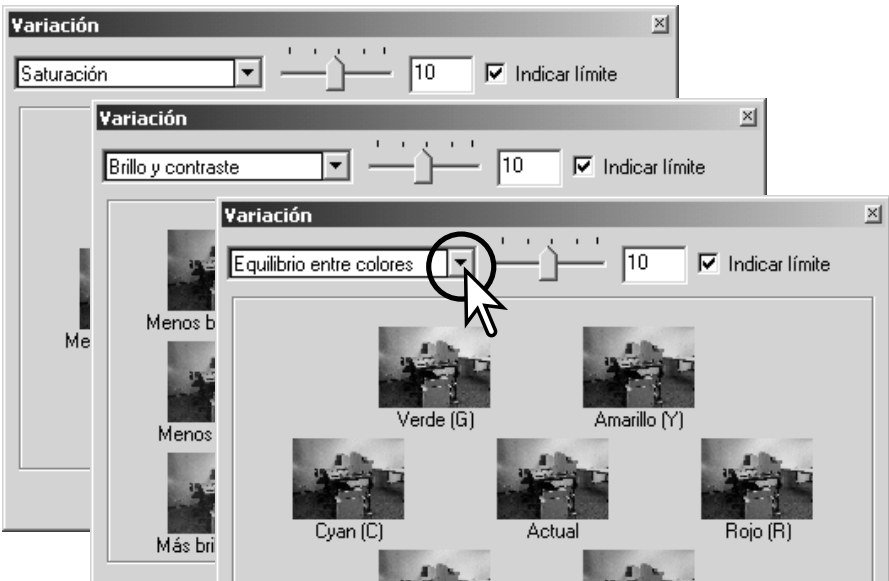 Variación
Saturación 10 Indicar límite
Variación
Brillo y contraste 10 Indicar límite
Variación
Equilibrio entre colores 10 Indicar límite
Menos b
Me
Menos
Más bri
Verde (G) Amarillo (Y)
Cyan (C) Actual Rojo (R)